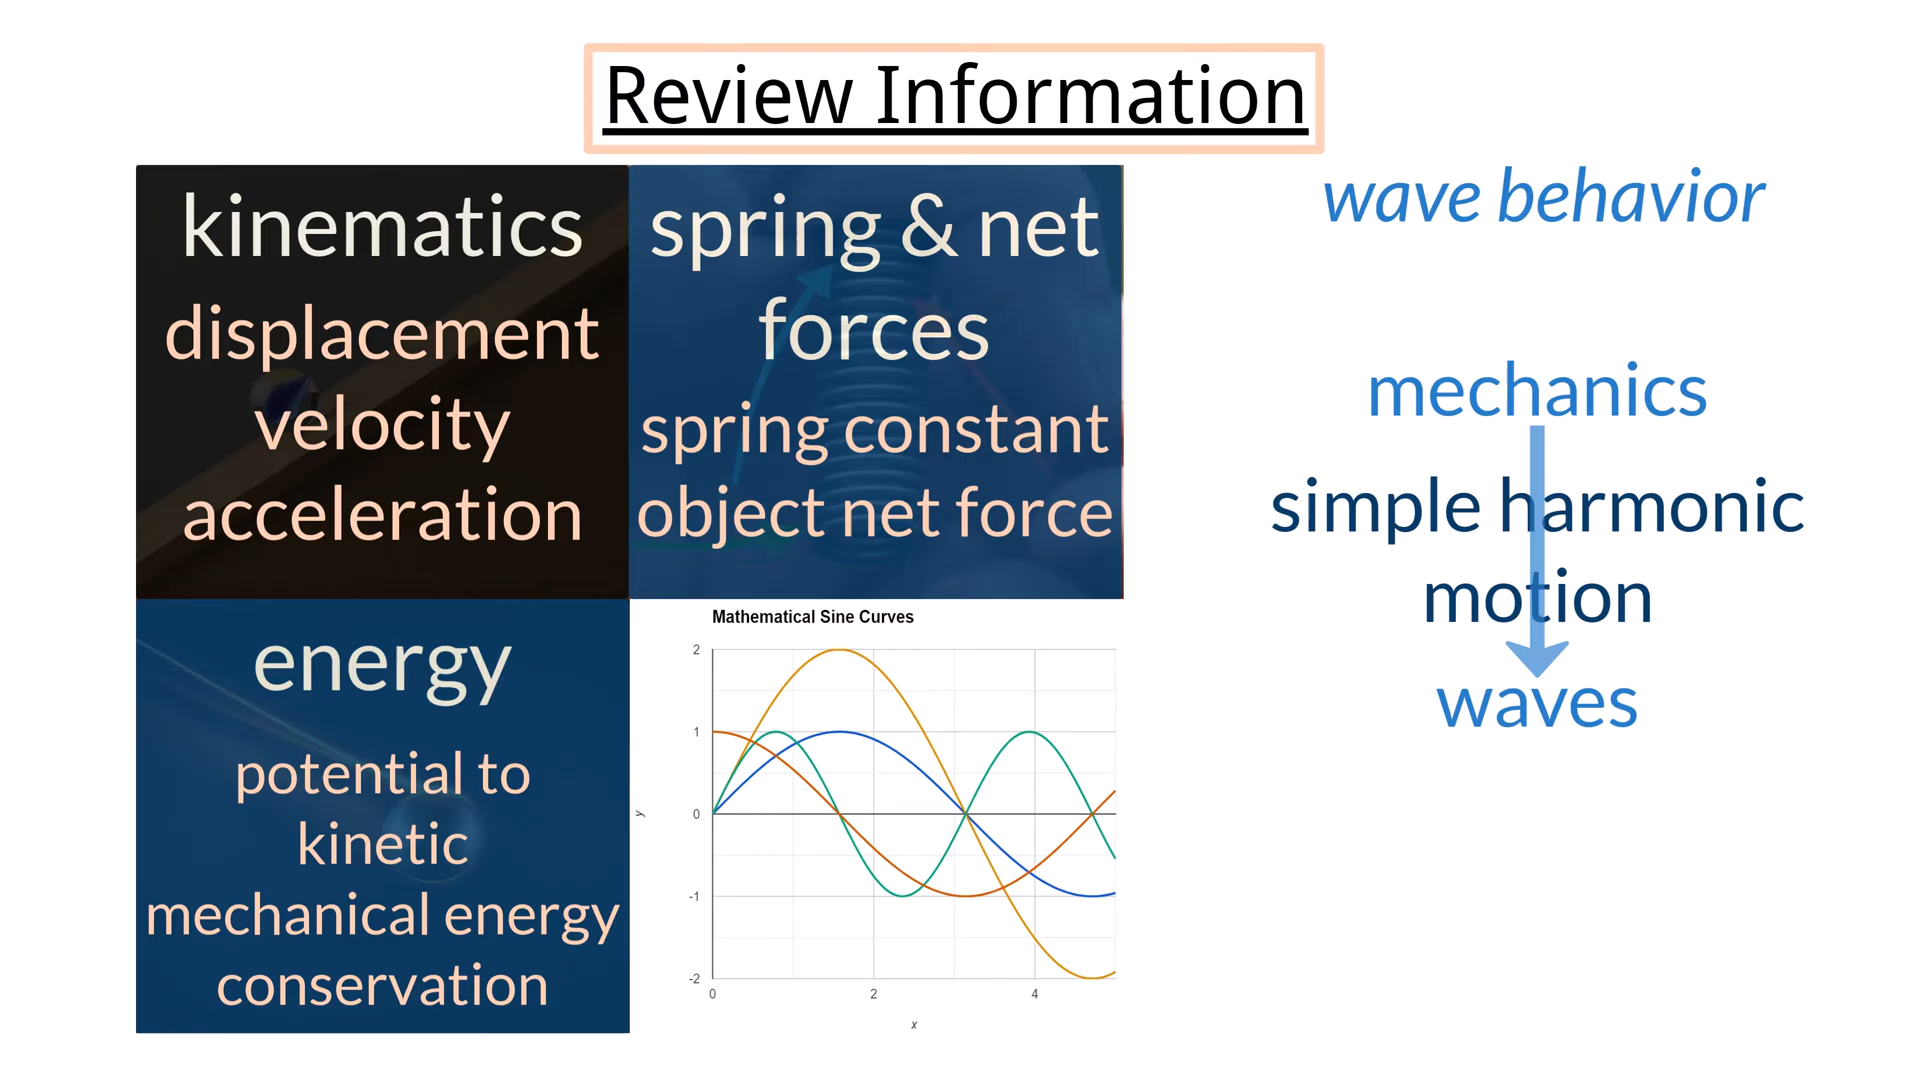 Review Information
kinematics
displacement
velocity
acceleration
spring & net
forces
spring constant
object net force
energy
potential to
kinetic
mechanical energy
conservation
Mathematical Sine Curves
2
1
0
-1
-2
y
0
2
4
x
wave behavior
mechanics
simple harmonic
motion
waves